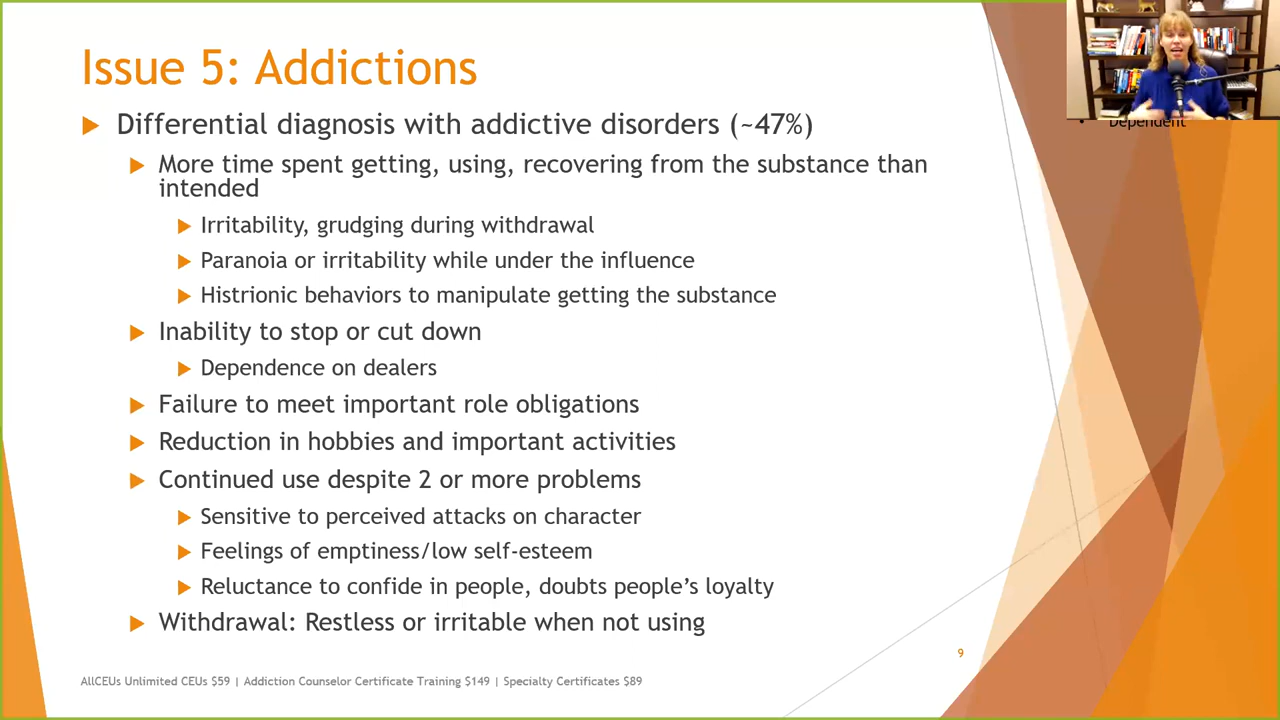 Issue 5: Addictions
Differential diagnosis with addictive disorders (~47%)
More time spent getting, using, recovering from the substance than
intended
Irritability, grudging during withdrawal
Paranoia or irritability while under the influence
Histrionic behaviors to manipulate getting the substance
Inability to stop or cut down
Dependence on dealers
Failure to meet important role obligations
Reduction in hobbies and important activities
Continued use despite 2 or more problems
Sensitive to perceived attacks on character
Feelings of emptiness/low self-esteem
Reluctance to confide in people, doubts people's loyalty
Withdrawal: Restless or irritable when not using
Dependent
9
AllCEUs Unlimited CEUs $59 | Addiction Counselor Certificate Training $149 | Specialty Certificates $89